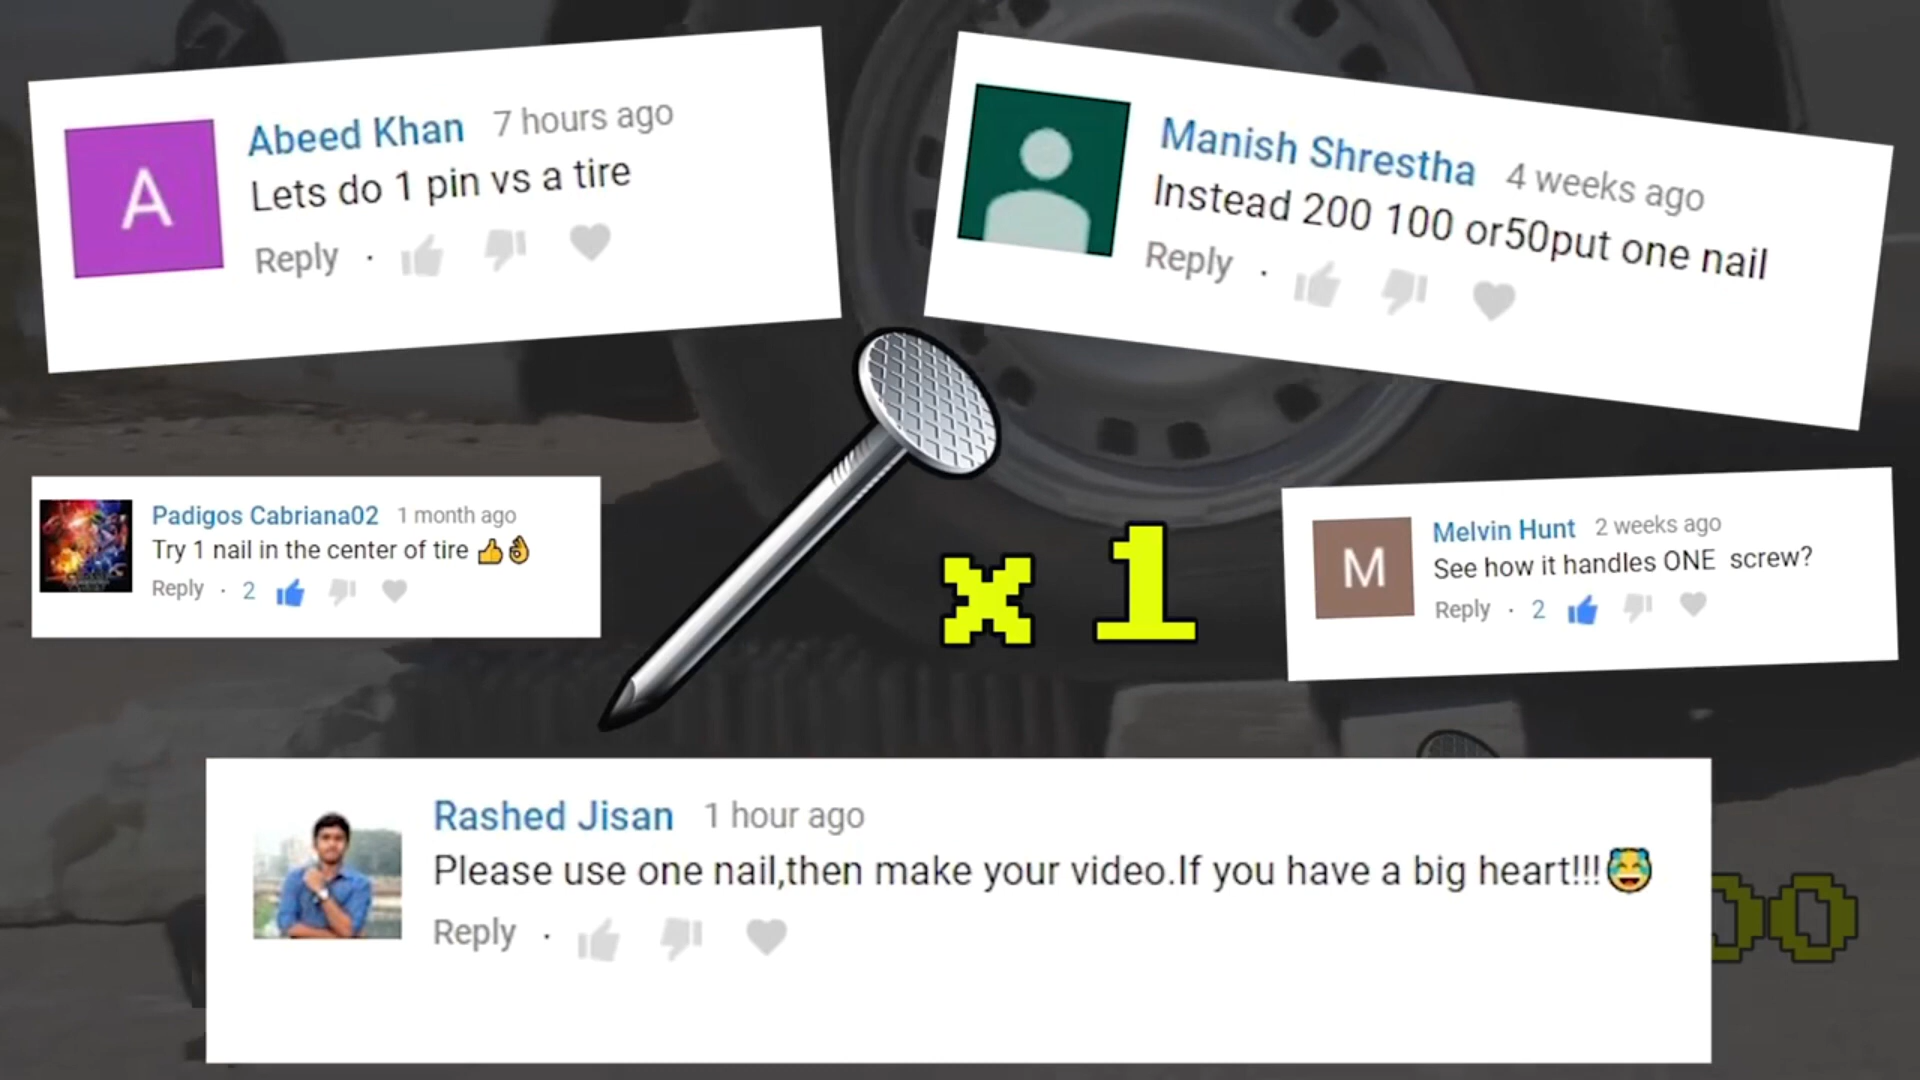 A
Abeed Khan 7 hours ago
Lets do 1 pin vs a tire
Reply ·
Manish Shrestha 4 weeks ago
Instead 200 100 or50put one nail
Reply ·
Padigos Cabriana02 1 month ago
Try 1 nail in the center of tire 👍👌
Reply · 2
x 1
M
Melvin Hunt 2 weeks ago
See how it handles ONE screw?
Reply · 2
Rashed Jisan 1 hour ago
Please use one nail,then make your video.If you have a big heart!!!😅
Reply ·
00